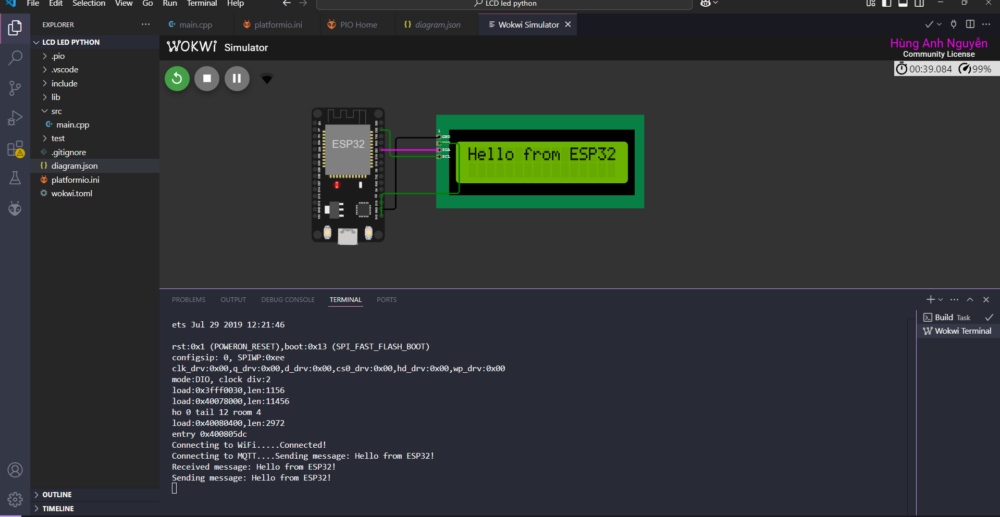 File Edit Selection View Go Run Terminal Help
LCD led python
EXPLORER
LCD LED PYTHON
.pio
.vscode
include
lib
src
main.cpp
test
.gitignore
diagram.json
platformio.ini
wokwi.toml
OUTLINE
TIMELINE
main.cpp
platformio.ini
PIO Home
diagram.json
Wokwi Simulator
WOKWi Simulator
Hùng Anh Nguyễn
Community License
00:39.084 99%
ESP32
1
GND
VCC
SDA
SCL
Hello from ESP32
PROBLEMS OUTPUT DEBUG CONSOLE TERMINAL PORTS
ets Jul 29 2019 12:21:46
rst:0x1 (POWERON_RESET),boot:0x13 (SPI_FAST_FLASH_BOOT)
configsip: 0, SPIWP:0xee
clk_drv:0x00,q_drv:0x00,d_drv:0x00,cs0_drv:0x00,hd_drv:0x00,wp_drv:0x00
mode:DIO, clock div:2
load:0x3fff0030,len:1156
load:0x40078000,len:11456
ho 0 tail 12 room 4
load:0x40080400,len:2972
entry 0x400805dc
Connecting to WiFi.....Connected!
Connecting to MQTT....Sending message: Hello from ESP32!
Received message: Hello from ESP32!
Sending message: Hello from ESP32!
Build Task
Wokwi Terminal